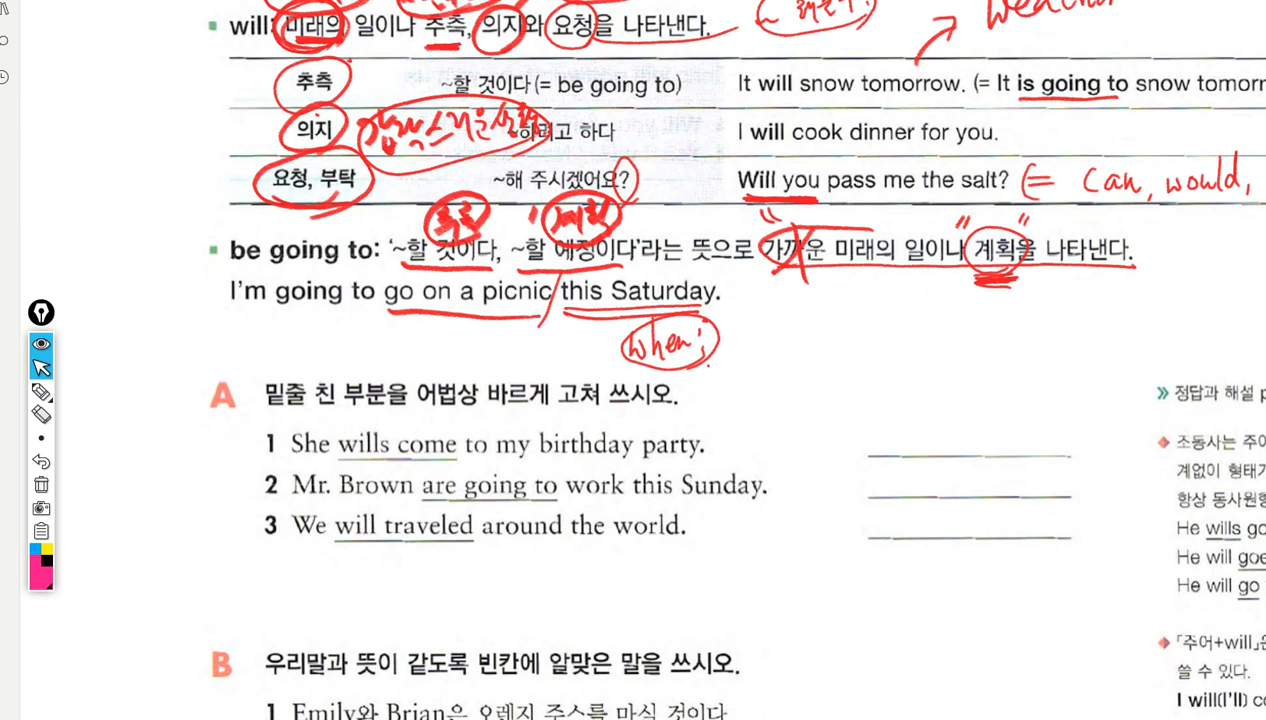 will: 미래의 일이나 추측, 의지와 요청을 나타낸다.
추측 ~할 것이다 (= be going to) It will snow tomorrow. (= It is going to snow tomorr
의지 ~하려고 하다 I will cook dinner for you.
요청, 부탁 ~해 주시겠어요? Will you pass me the salt? = can, would,
추측 계획
be going to: '~할 것이다, ~할 예정이다'라는 뜻으로 가까운 미래의 일이나 계획을 나타낸다.
I'm going to go on a picnic this Saturday.
when;
A 밑줄 친 부분을 어법상 바르게 고쳐 쓰시오.
» 정답과 해설 p
1 She wills come to my birthday party.
2 Mr. Brown are going to work this Sunday.
3 We will traveled around the world.
조동사는 주어
계없이 형태가
항상 동사원형
He wills go
He will goe
He will go
B 우리말과 뜻이 같도록 빈칸에 알맞은 말을 쓰시오.
「주어+will」은
쓸 수 있다.
I will(I'll) co
1 Emily와 Brian은 오렌지 주스를 마실 것이다